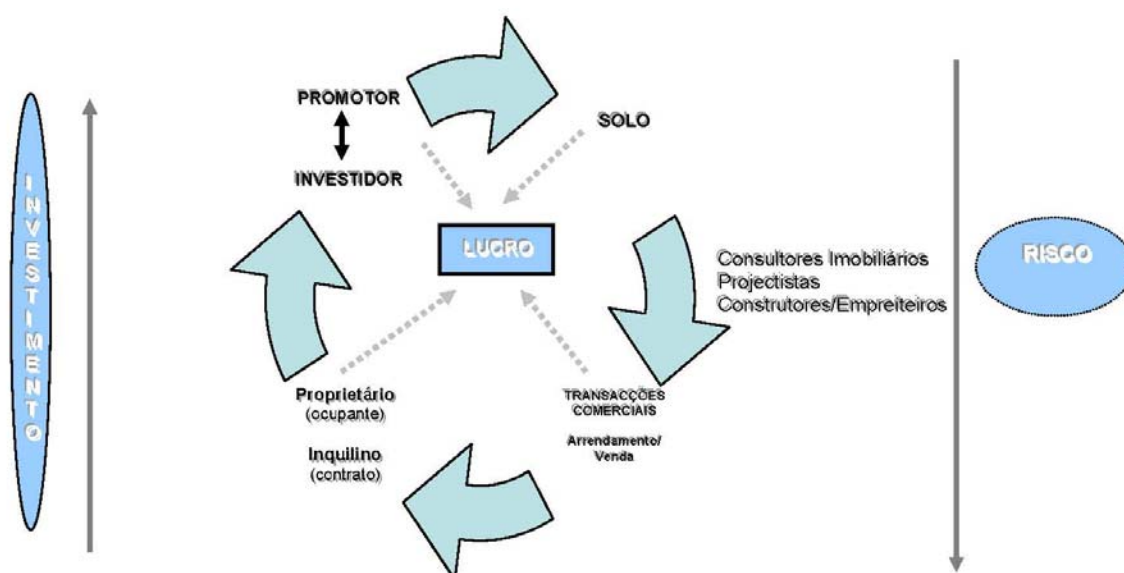 INVESTIMENTO
PROMOTOR
INVESTIDOR
SOLO
LUCRO
Consultores Imobiliários
Projectistas
Construtores/Empreiteiros
RISCO
Proprietário
(ocupante)
Inquilino
(contrato)
TRANSACÇÕES
COMERCIAIS
Arrendamento/
Venda